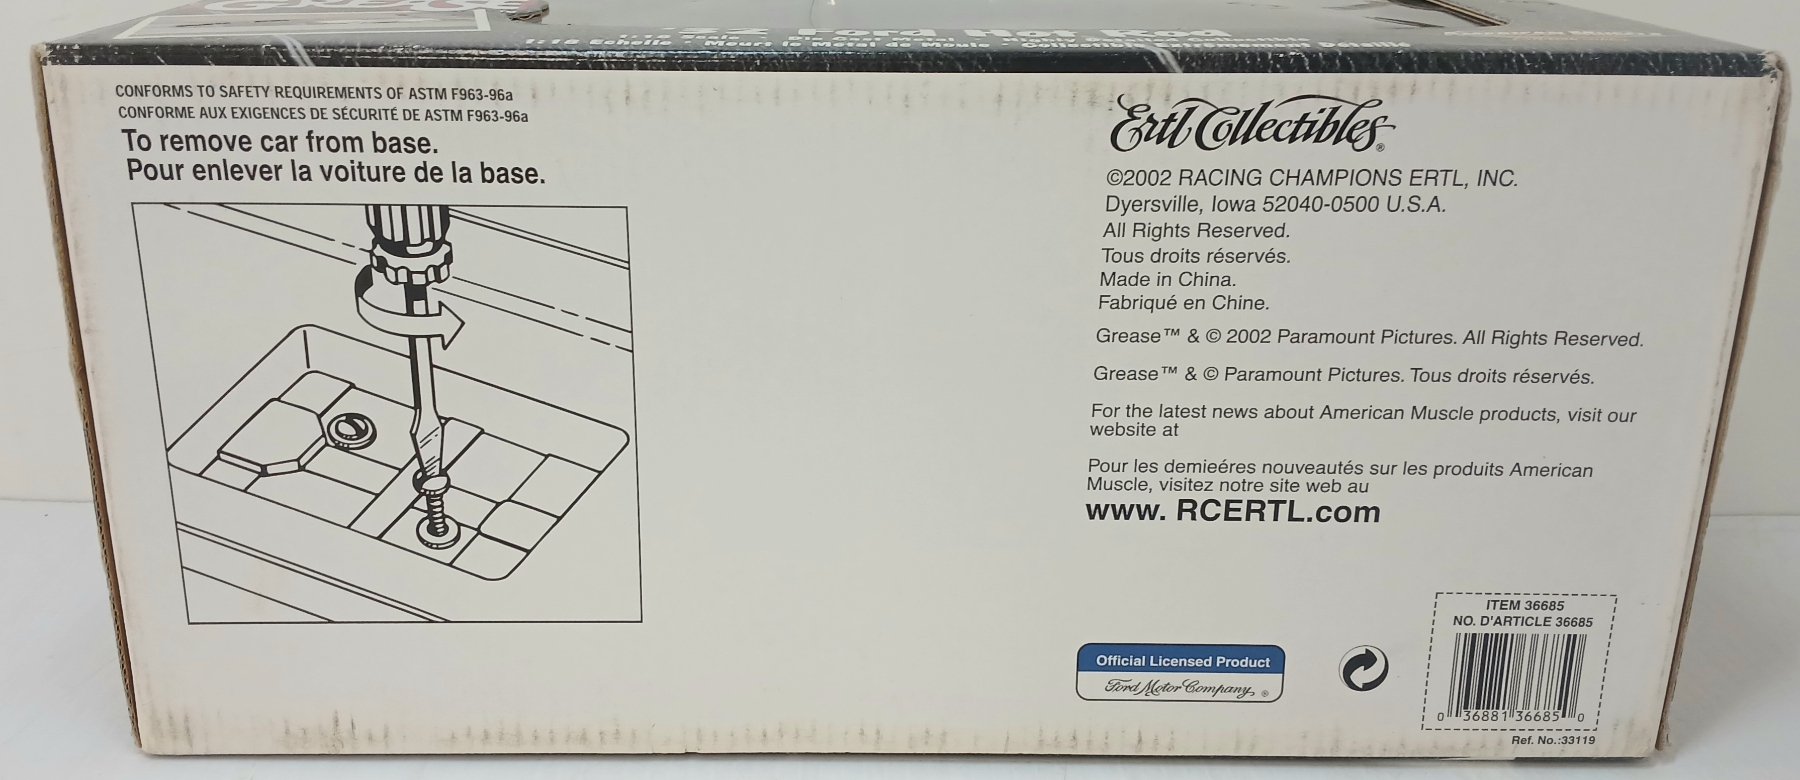 GREASE
Ford Hot Rod
CONFORMS TO SAFETY REQUIREMENTS OF ASTM F963-96a
CONFORME AUX EXIGENCES DE SÉCURITÉ DE ASTM F963-96a
To remove car from base.
Pour enlever la voiture de la base.
Ertl Collectibles®
©2002 RACING CHAMPIONS ERTL, INC.
Dyersville, Iowa 52040-0500 U.S.A.
All Rights Reserved.
Tous droits réservés.
Made in China.
Fabriqué en Chine.
Grease™ & © 2002 Paramount Pictures. All Rights Reserved.
Grease™ & © Paramount Pictures. Tous droits réservés.
For the latest news about American Muscle products, visit our
website at
Pour les demieéres nouveautés sur les produits American
Muscle, visitez notre site web au
www. RCERTL.com
Official Licensed Product
Ford Motor Company, ®
ITEM 36685
NO. D'ARTICLE 36685
0 36881 36685 0
Ref. No.:33119